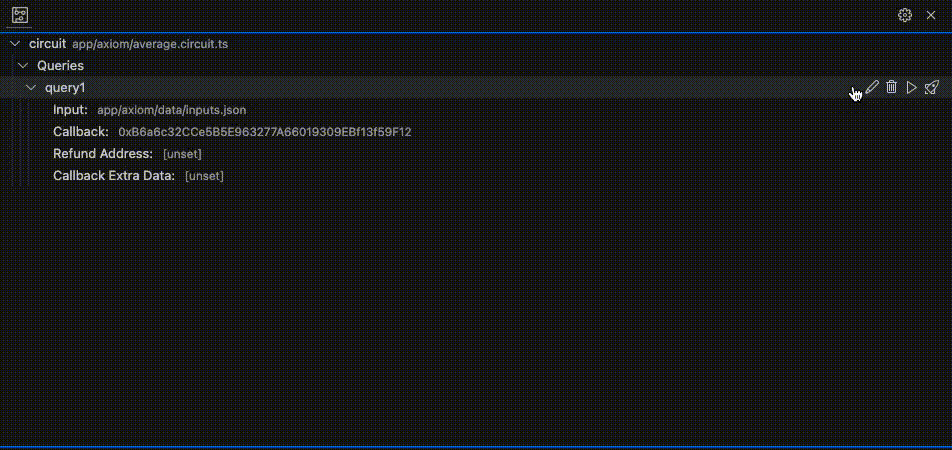 circuit app/axiom/average.circuit.ts
Queries
query1
Input: app/axiom/data/inputs.json
Callback: 0xB6a6c32CCe5B5E963277A66019309EBf13f59F12
Refund Address: [unset]
Callback Extra Data: [unset]